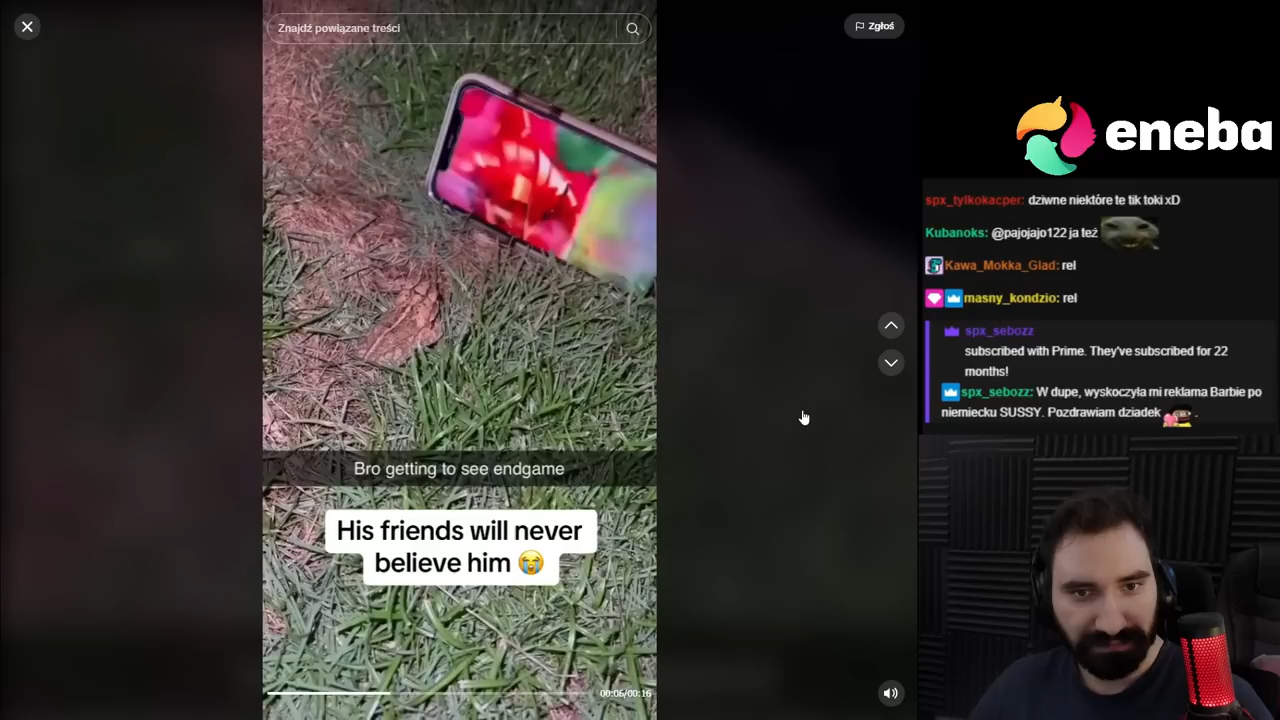 Znajdź powiązane treści
Zgłoś
Bro getting to see endgame
His friends will never
believe him 😭
00:06/00:16
eneba
spx_tylkokacper: dziwne niektóre te tik toki xD
Kubanoks: @pajojajo122 ja też
Kawa_Mokka_Glad: rel
masny_kondzio: rel
spx_sebozz
subscribed with Prime. They've subscribed for 22
months!
spx_sebozz: W dupe, wyskoczyła mi reklama Barbie po
niemiecku SUSSY. Pozdrawiam dziadek